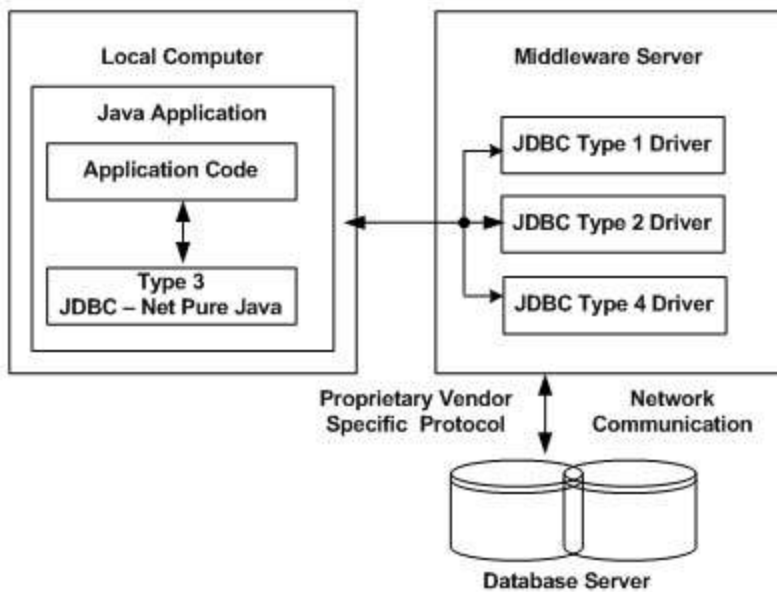 Local Computer
Java Application
Application Code
Type 3
JDBC – Net Pure Java
Middleware Server
JDBC Type 1 Driver
JDBC Type 2 Driver
JDBC Type 4 Driver
Proprietary Vendor
Specific Protocol
Network
Communication
Database Server